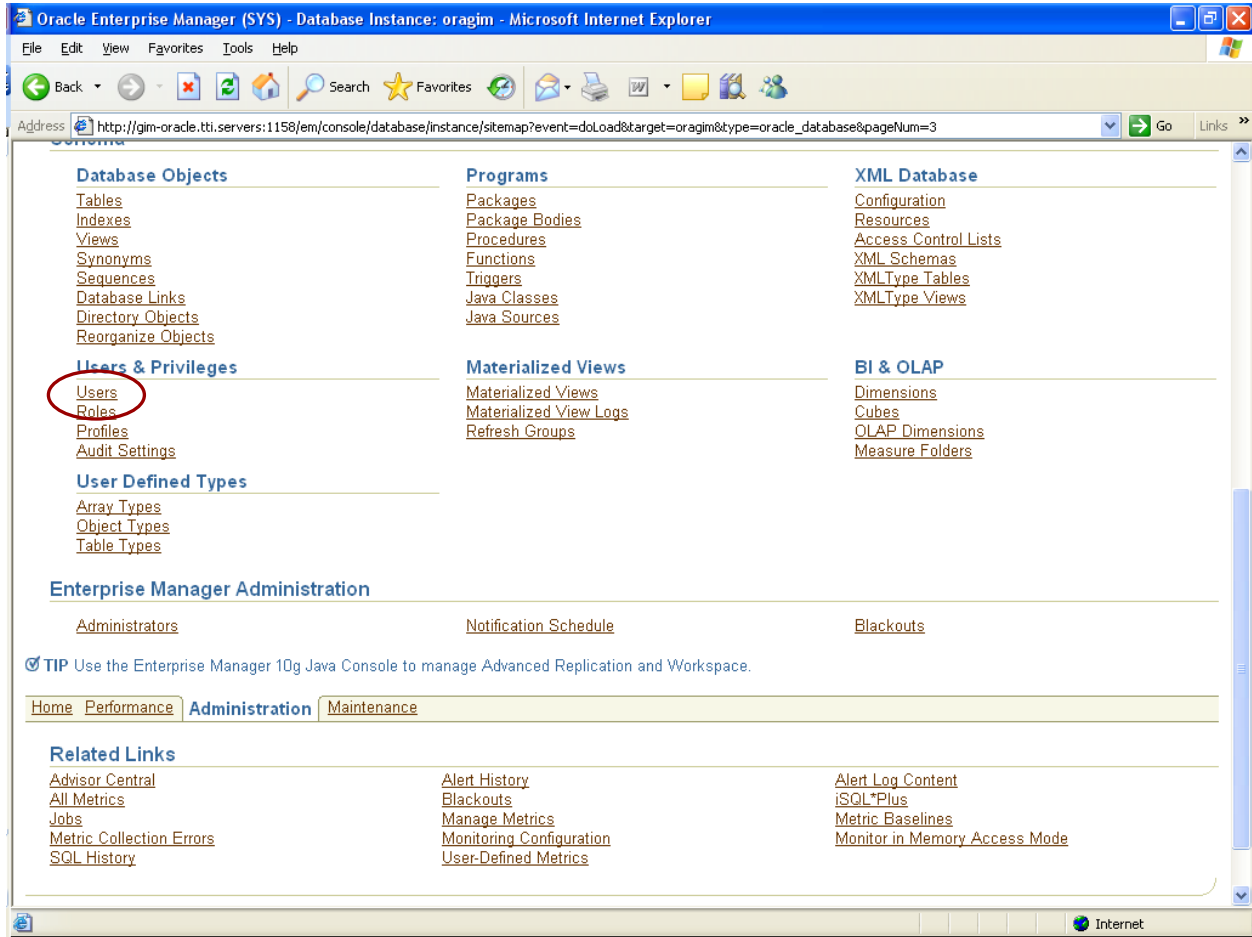 Oracle Enterprise Manager (SYS) - Database Instance: oragim - Microsoft Internet Explorer
File Edit View Favorites Tools Help
Back Search Favorites
Address http://gim-oracle.tti.servers:1158/em/console/database/instance/sitemap?event=doLoad&target=oragim&type=oracle_database&pageNum=3 Go Links »
Schema
Database Objects Programs XML Database
Tables Packages Configuration
Indexes Package Bodies Resources
Views Procedures Access Control Lists
Synonyms Functions XML Schemas
Sequences Triggers XMLType Tables
Database Links Java Classes XMLType Views
Directory Objects Java Sources
Reorganize Objects
Users & Privileges Materialized Views BI & OLAP
Users Materialized Views Dimensions
Roles Materialized View Logs Cubes
Profiles Refresh Groups OLAP Dimensions
Audit Settings Measure Folders
User Defined Types
Array Types
Object Types
Table Types
Enterprise Manager Administration
Administrators Notification Schedule Blackouts
TIP Use the Enterprise Manager 10g Java Console to manage Advanced Replication and Workspace.
Home Performance Administration Maintenance
Related Links
Advisor Central Alert History Alert Log Content
All Metrics Blackouts iSQL*Plus
Jobs Manage Metrics Metric Baselines
Metric Collection Errors Monitoring Configuration Monitor in Memory Access Mode
SQL History User-Defined Metrics
Internet